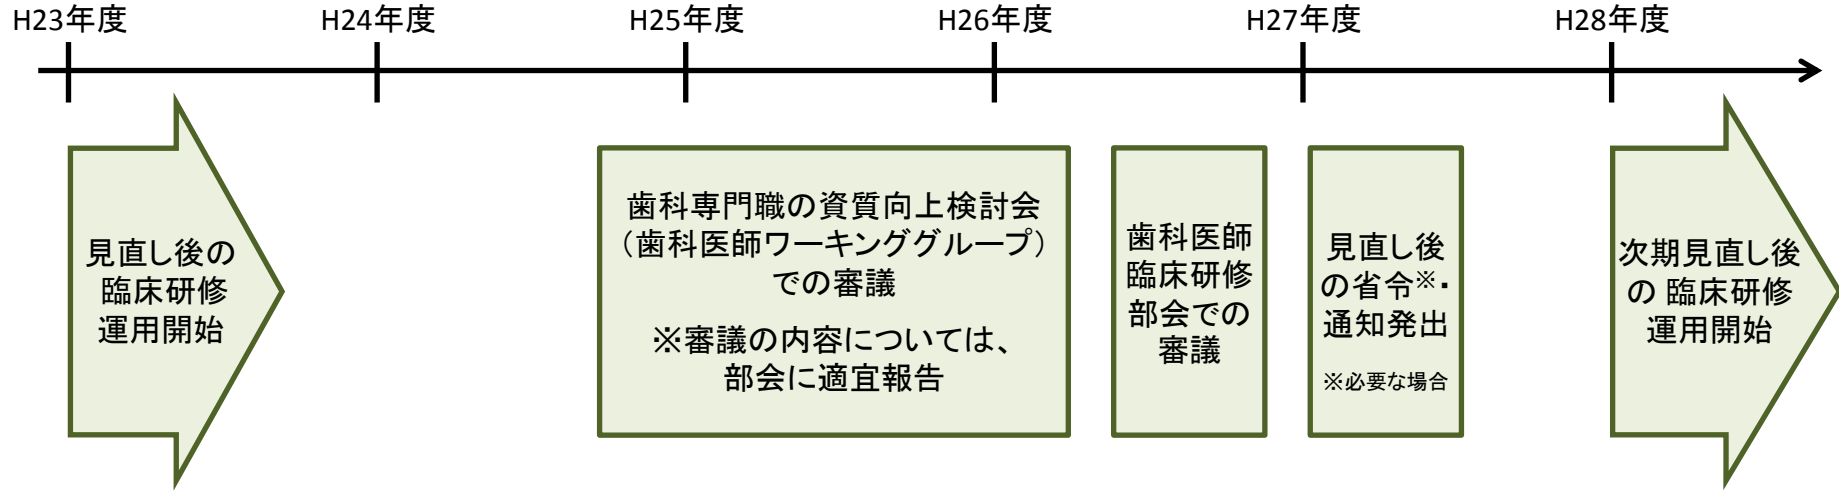 H23年度
H24年度
H25年度
H26年度
H27年度
H28年度
見直し後の
臨床研修
運用開始
歯科専門職の資質向上検討会
（歯科医師ワーキンググループ）
での審議
※審議の内容については、
部会に適宜報告
歯科医師
臨床研修
部会での
審議
見直し後
の省令※・
通知発出
※必要な場合
次期見直し後
の 臨床研修
運用開始